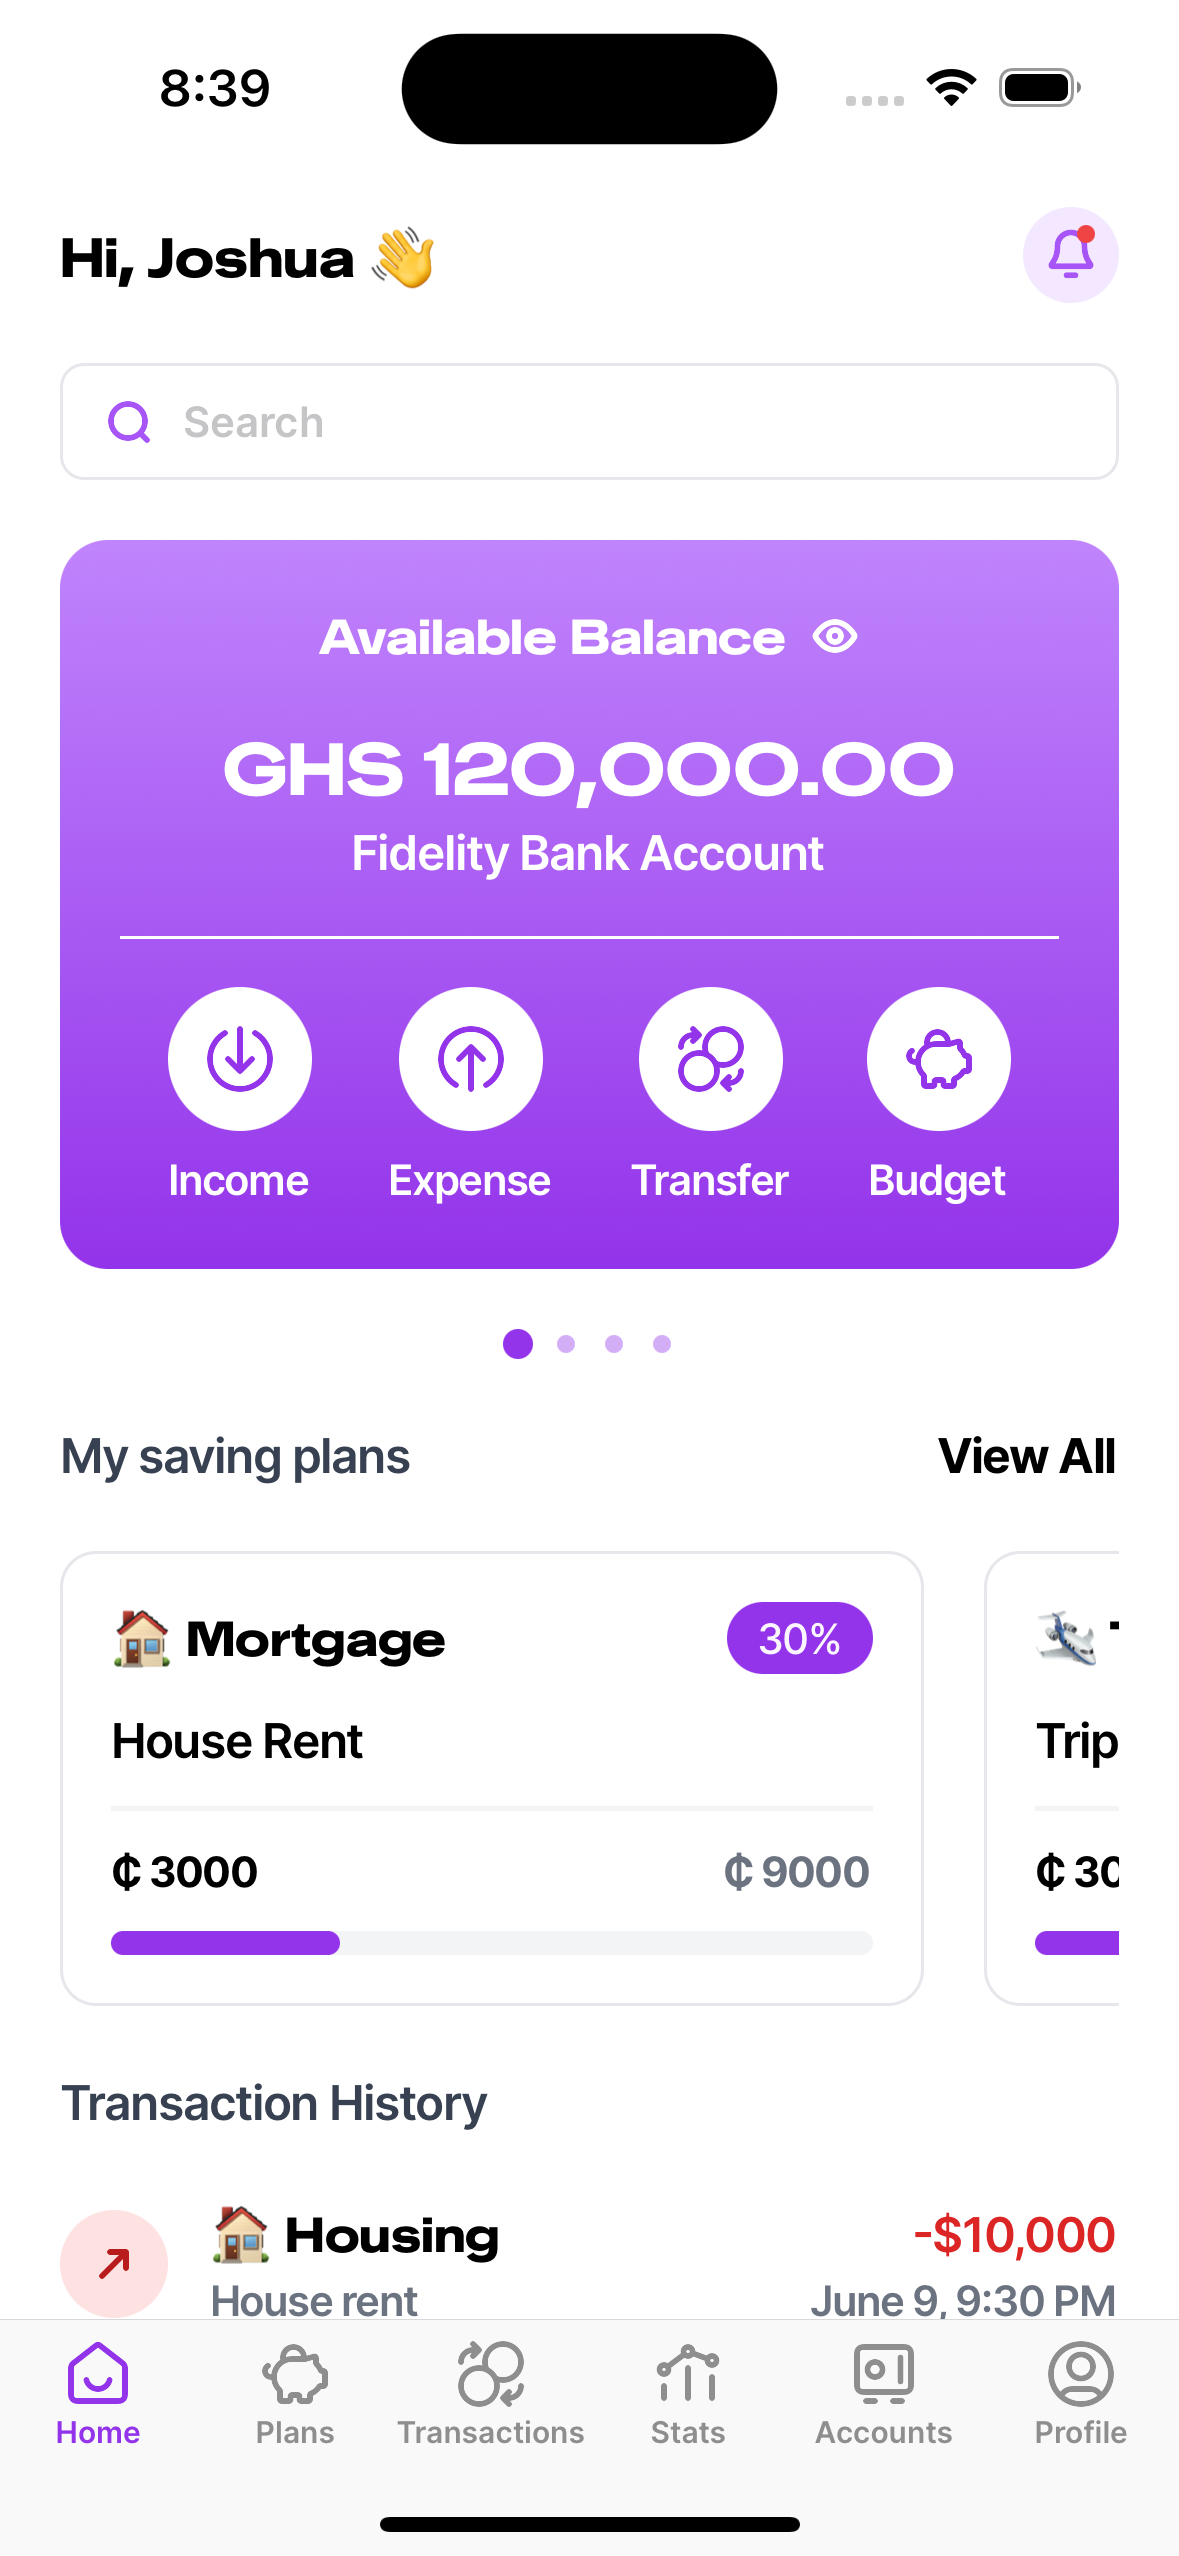 8:39
Hi, Joshua 👋
Search
Available Balance
GHS 120,000.00
Fidelity Bank Account
Income Expense Transfer Budget
My saving plans View All
🏠 Mortgage 30%
House Rent
₵ 3000 ₵ 9000
Trip
₵ 30
Transaction History
🏠 Housing -$10,000
House rent June 9, 9:30 PM
Home Plans Transactions Stats Accounts Profile